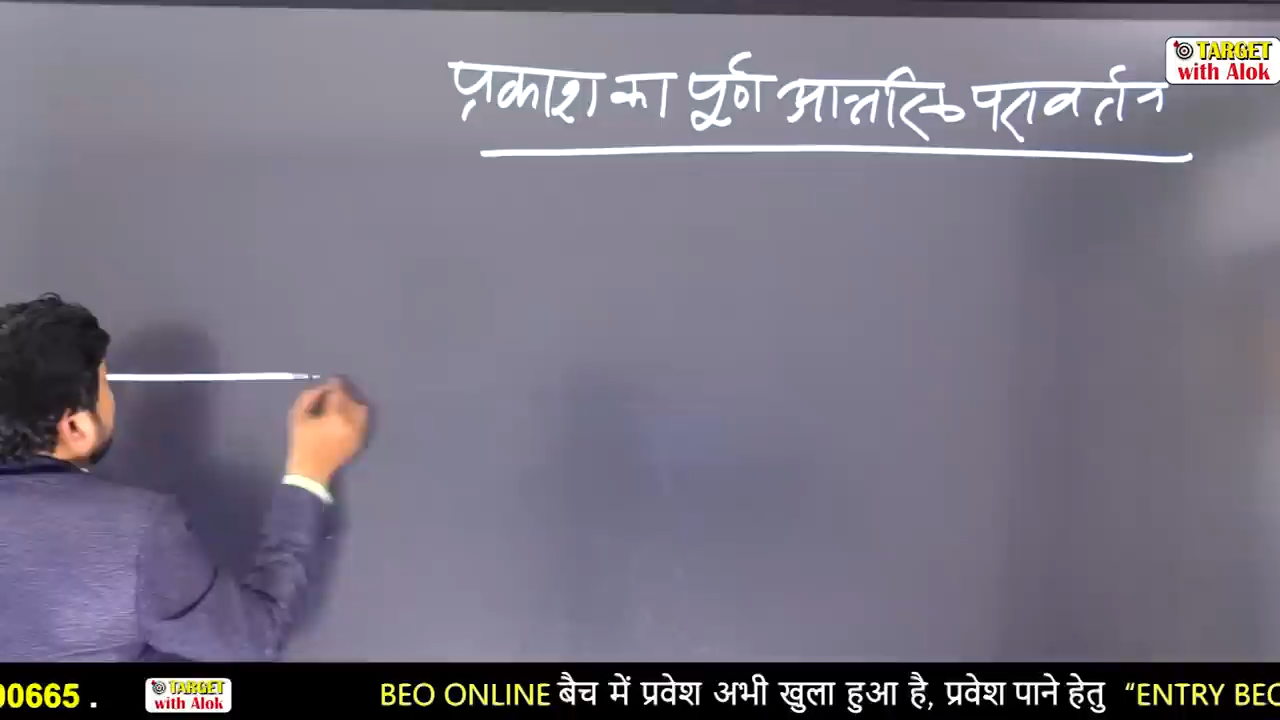 TARGET
with Alok
प्रकाश का पूर्ण आन्तरिक परावर्तन
00665 .
TARGET
with Alok
BEO ONLINE बैच में प्रवेश अभी खुला हुआ है, प्रवेश पाने हेतु “ENTRY BEO